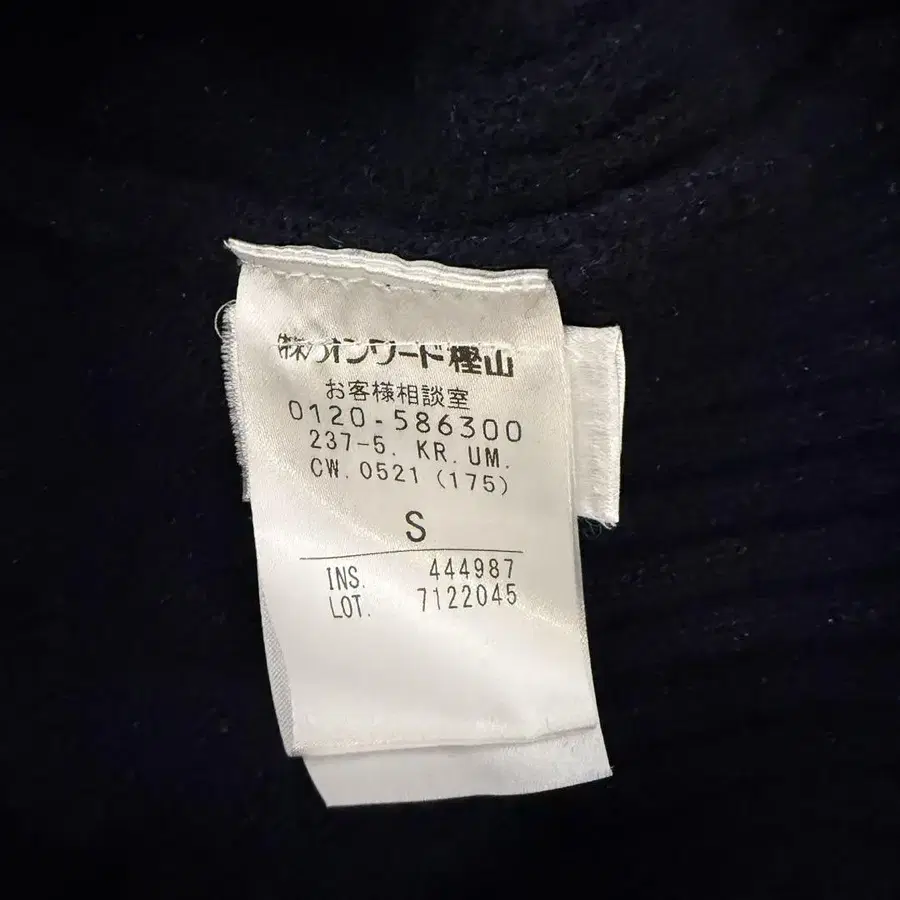 (株)オンワード樫山
お客様相談室
0120-586300
237-5. KR.UM.
CW.0521 (175)
S
INS. 444987
LOT. 7122045